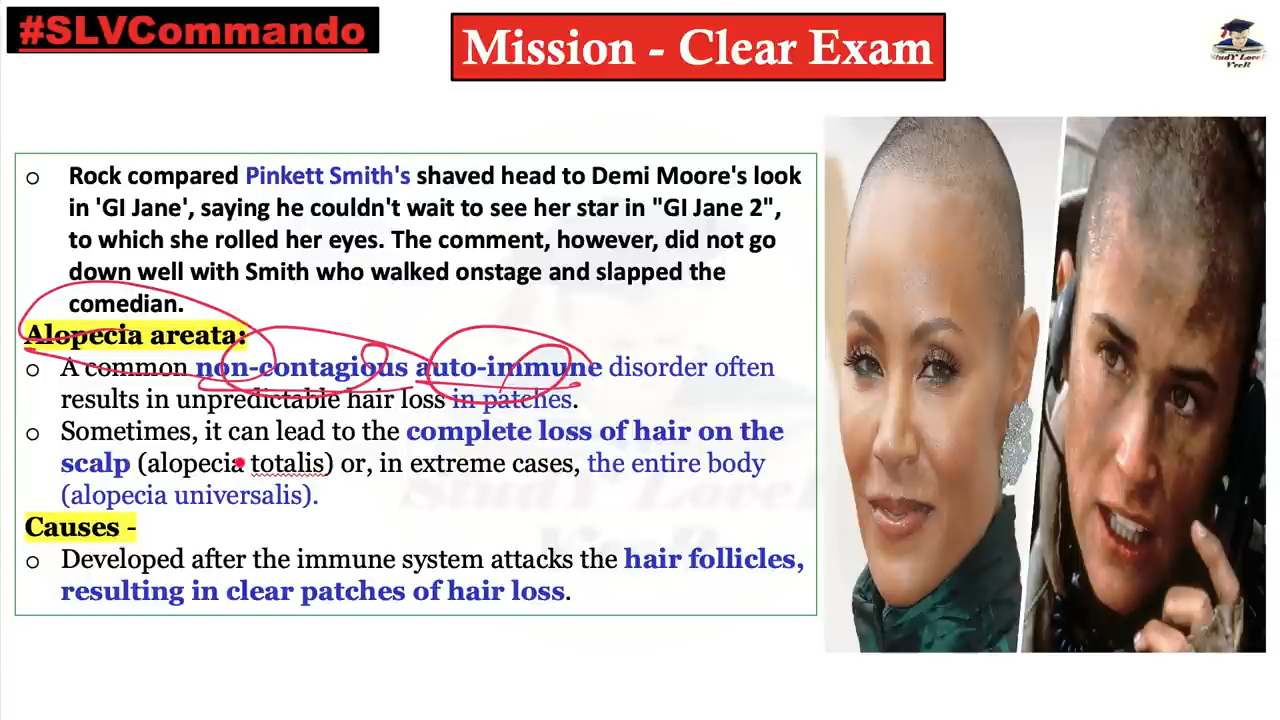 #SLVCommando
Mission - Clear Exam
StudY LoveR
VeeR
Rock compared Pinkett Smith's shaved head to Demi Moore's look
in 'GI Jane', saying he couldn't wait to see her star in "GI Jane 2",
to which she rolled her eyes. The comment, however, did not go
down well with Smith who walked onstage and slapped the
comedian.
Alopecia areata:
A common non-contagious auto-immune disorder often
results in unpredictable hair loss in patches.
Sometimes, it can lead to the complete loss of hair on the
scalp (alopecia totalis) or, in extreme cases, the entire body
(alopecia universalis).
Causes -
Developed after the immune system attacks the hair follicles,
resulting in clear patches of hair loss.